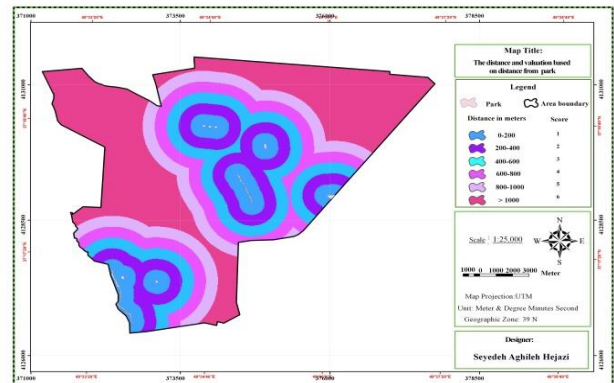 371000
373500
376000
378500
4131000
4131000
4128500
4128500
4126000
4126000
371000
373500
376000
378500
Map Title:
The distance and valuation based
on distance from park
Legend
Park
Area boundary
Distance in meters
Score
0-200
1
200-400
2
400-600
3
600-800
4
800-1000
5
> 1000
6
N
W
E
S
Scale
1:25,000
1000 0 1000 2000 3000
Meter
Map Projection:UTM
Unit: Meter & Degree Minutes Second
Geographic Zone: 39 N
Designer:
Seyedeh Aghileh Hejazi